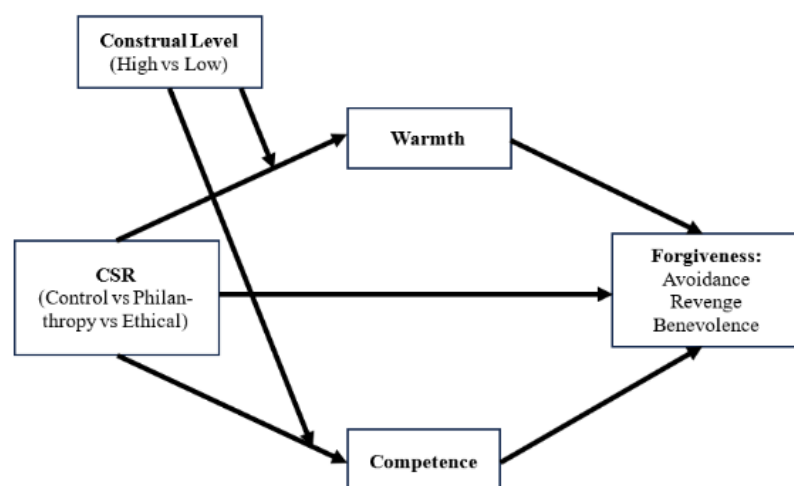 Construal Level
(High vs Low)
Warmth
CSR
(Control vs Philan-
thropy vs Ethical)
Forgiveness:
Avoidance
Revenge
Benevolence
Competence